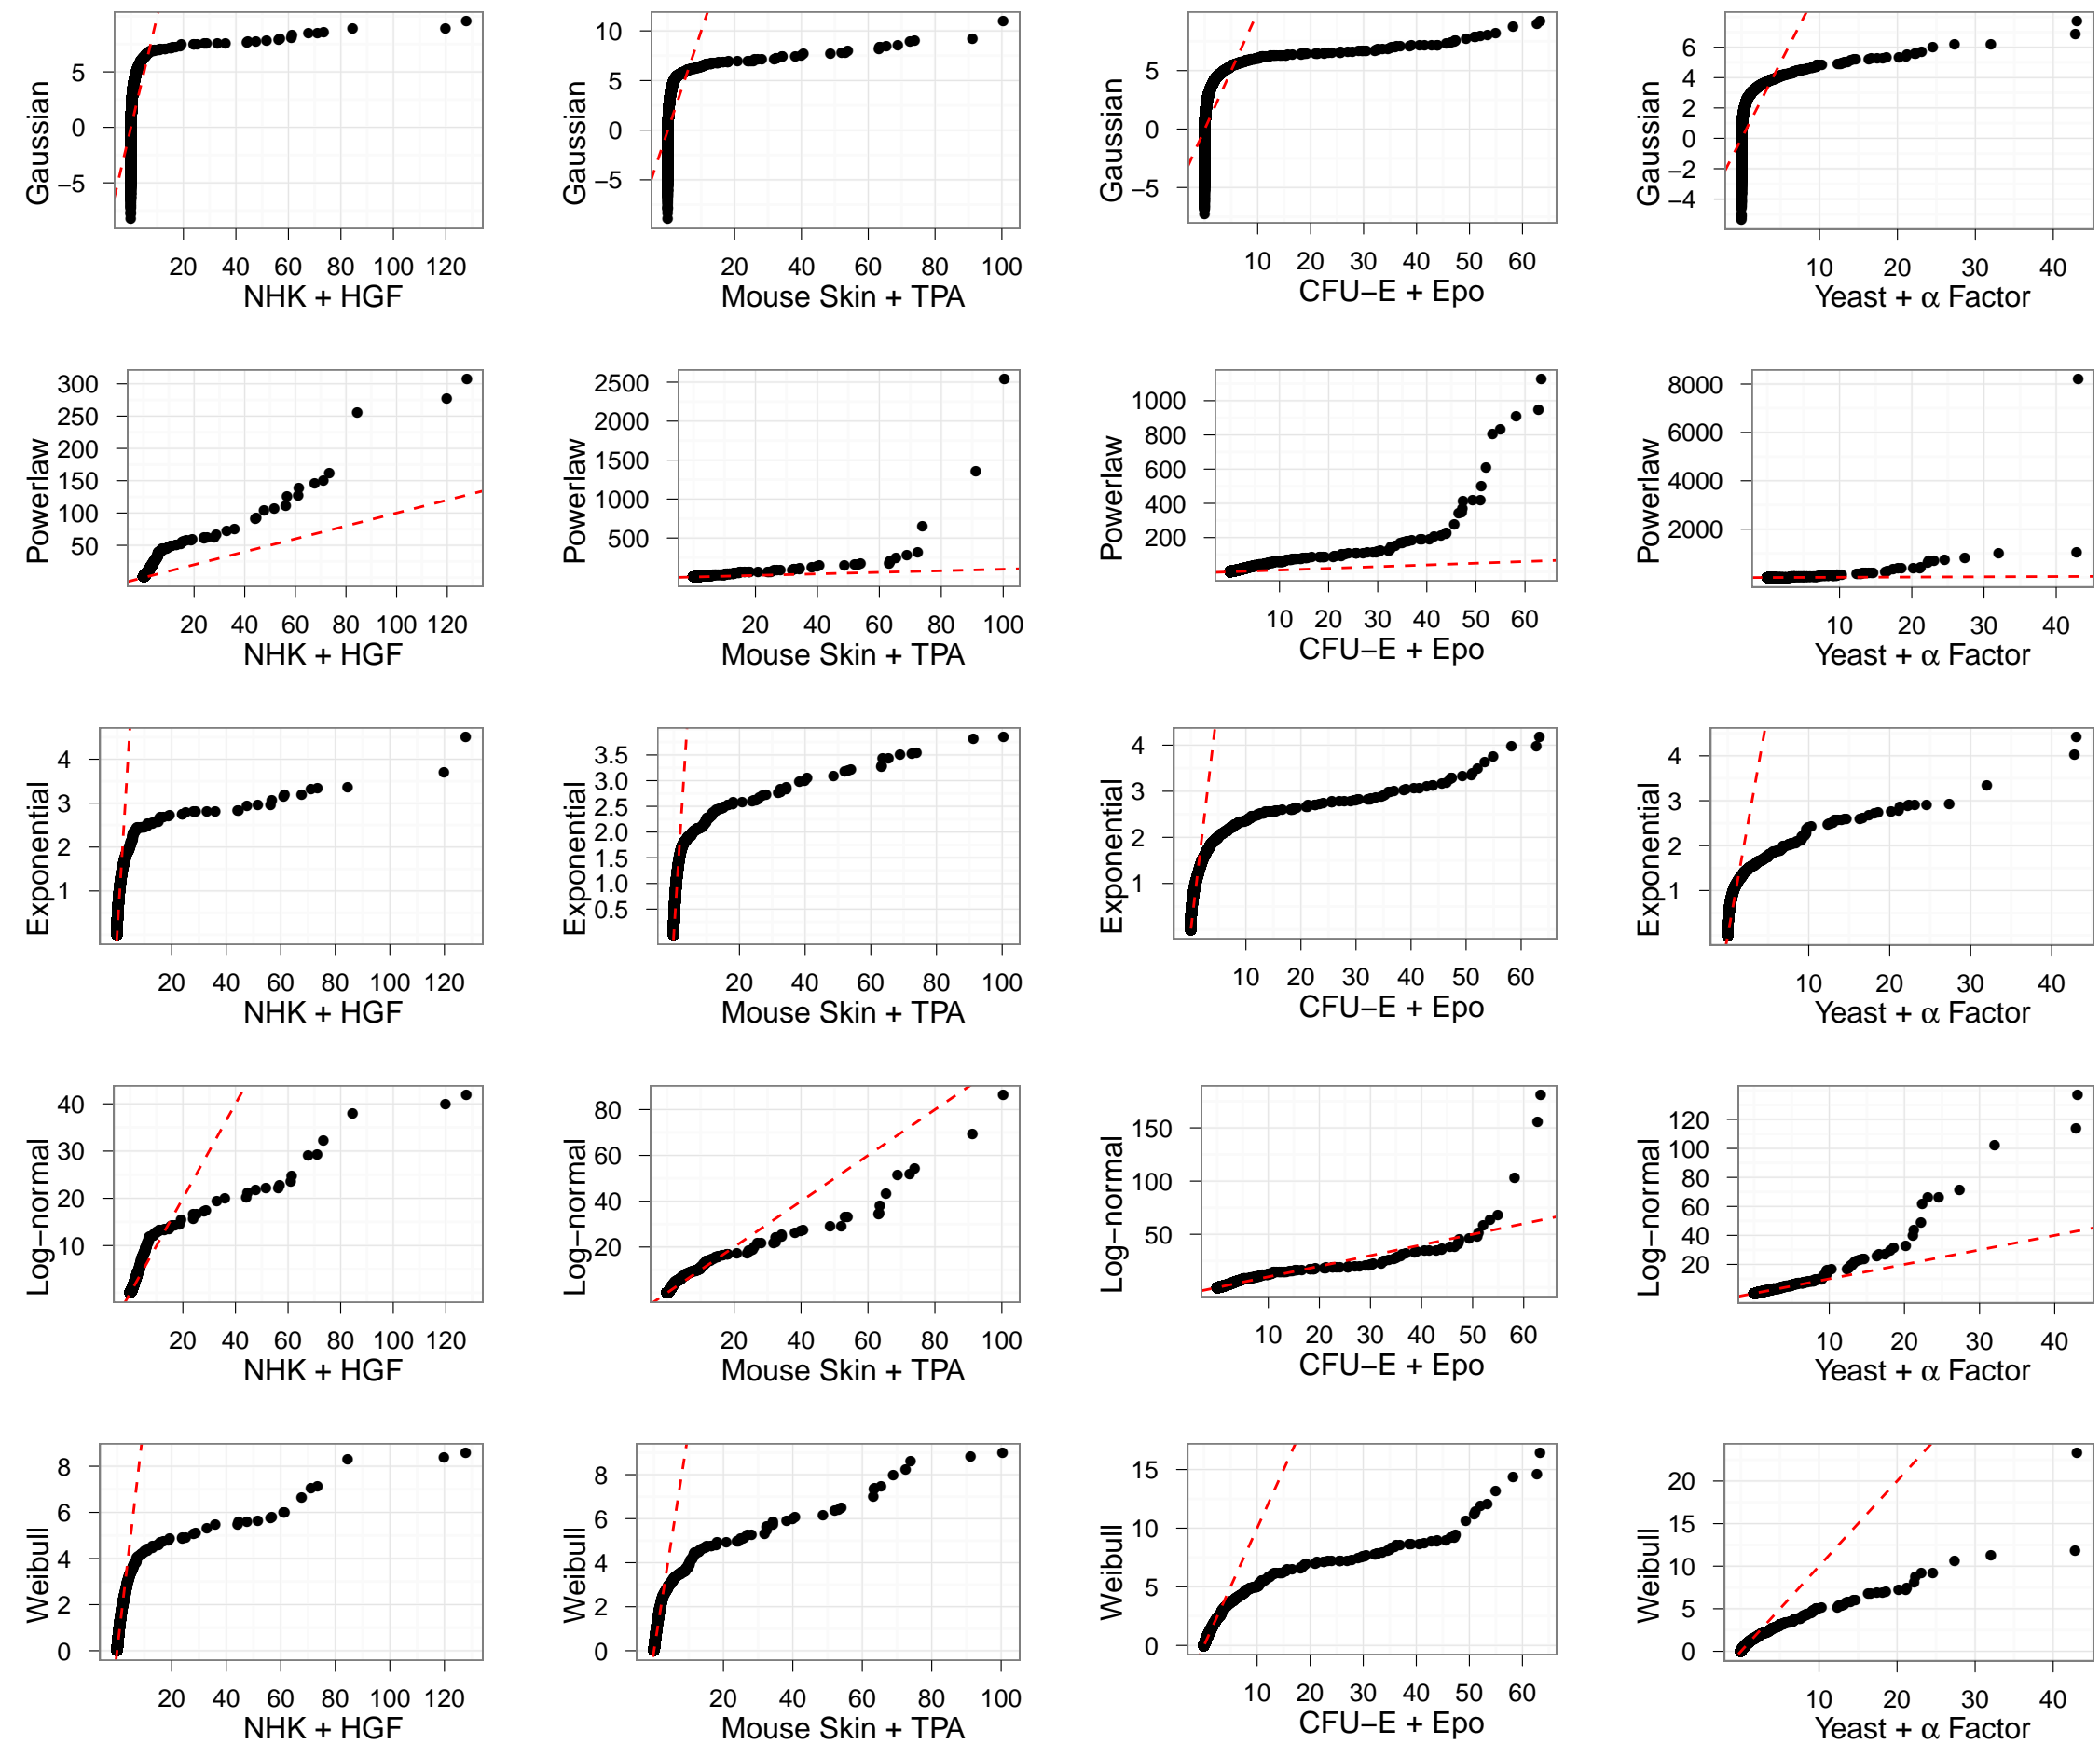 Gaussian
5
0
−5
20 40 60 80 100 120
NHK + HGF
Gaussian
10
5
0
−5
20 40 60 80 100
Mouse Skin + TPA
Gaussian
5
0
−5
10 20 30 40 50 60
CFU−E + Epo
Gaussian
6
4
2
0
−2
−4
10 20 30 40
Yeast + α Factor
Powerlaw
300
250
200
150
100
50
20 40 60 80 100 120
NHK + HGF
Powerlaw
2500
2000
1500
1000
500
20 40 60 80 100
Mouse Skin + TPA
Powerlaw
1000
800
600
400
200
10 20 30 40 50 60
CFU−E + Epo
Powerlaw
8000
6000
4000
2000
10 20 30 40
Yeast + α Factor
Exponential
4
3
2
1
20 40 60 80 100 120
NHK + HGF
Exponential
3.5
3.0
2.5
2.0
1.5
1.0
0.5
20 40 60 80 100
Mouse Skin + TPA
Exponential
4
3
2
1
10 20 30 40 50 60
CFU−E + Epo
Exponential
4
3
2
1
10 20 30 40
Yeast + α Factor
Log−normal
40
30
20
10
20 40 60 80 100 120
NHK + HGF
Log−normal
80
60
40
20
20 40 60 80 100
Mouse Skin + TPA
Log−normal
150
100
50
10 20 30 40 50 60
CFU−E + Epo
Log−normal
120
100
80
60
40
20
10 20 30 40
Yeast + α Factor
Weibull
8
6
4
2
0
20 40 60 80 100 120
NHK + HGF
Weibull
8
6
4
2
0
20 40 60 80 100
Mouse Skin + TPA
Weibull
15
10
5
0
10 20 30 40 50 60
CFU−E + Epo
Weibull
20
15
10
5
0
10 20 30 40
Yeast + α Factor